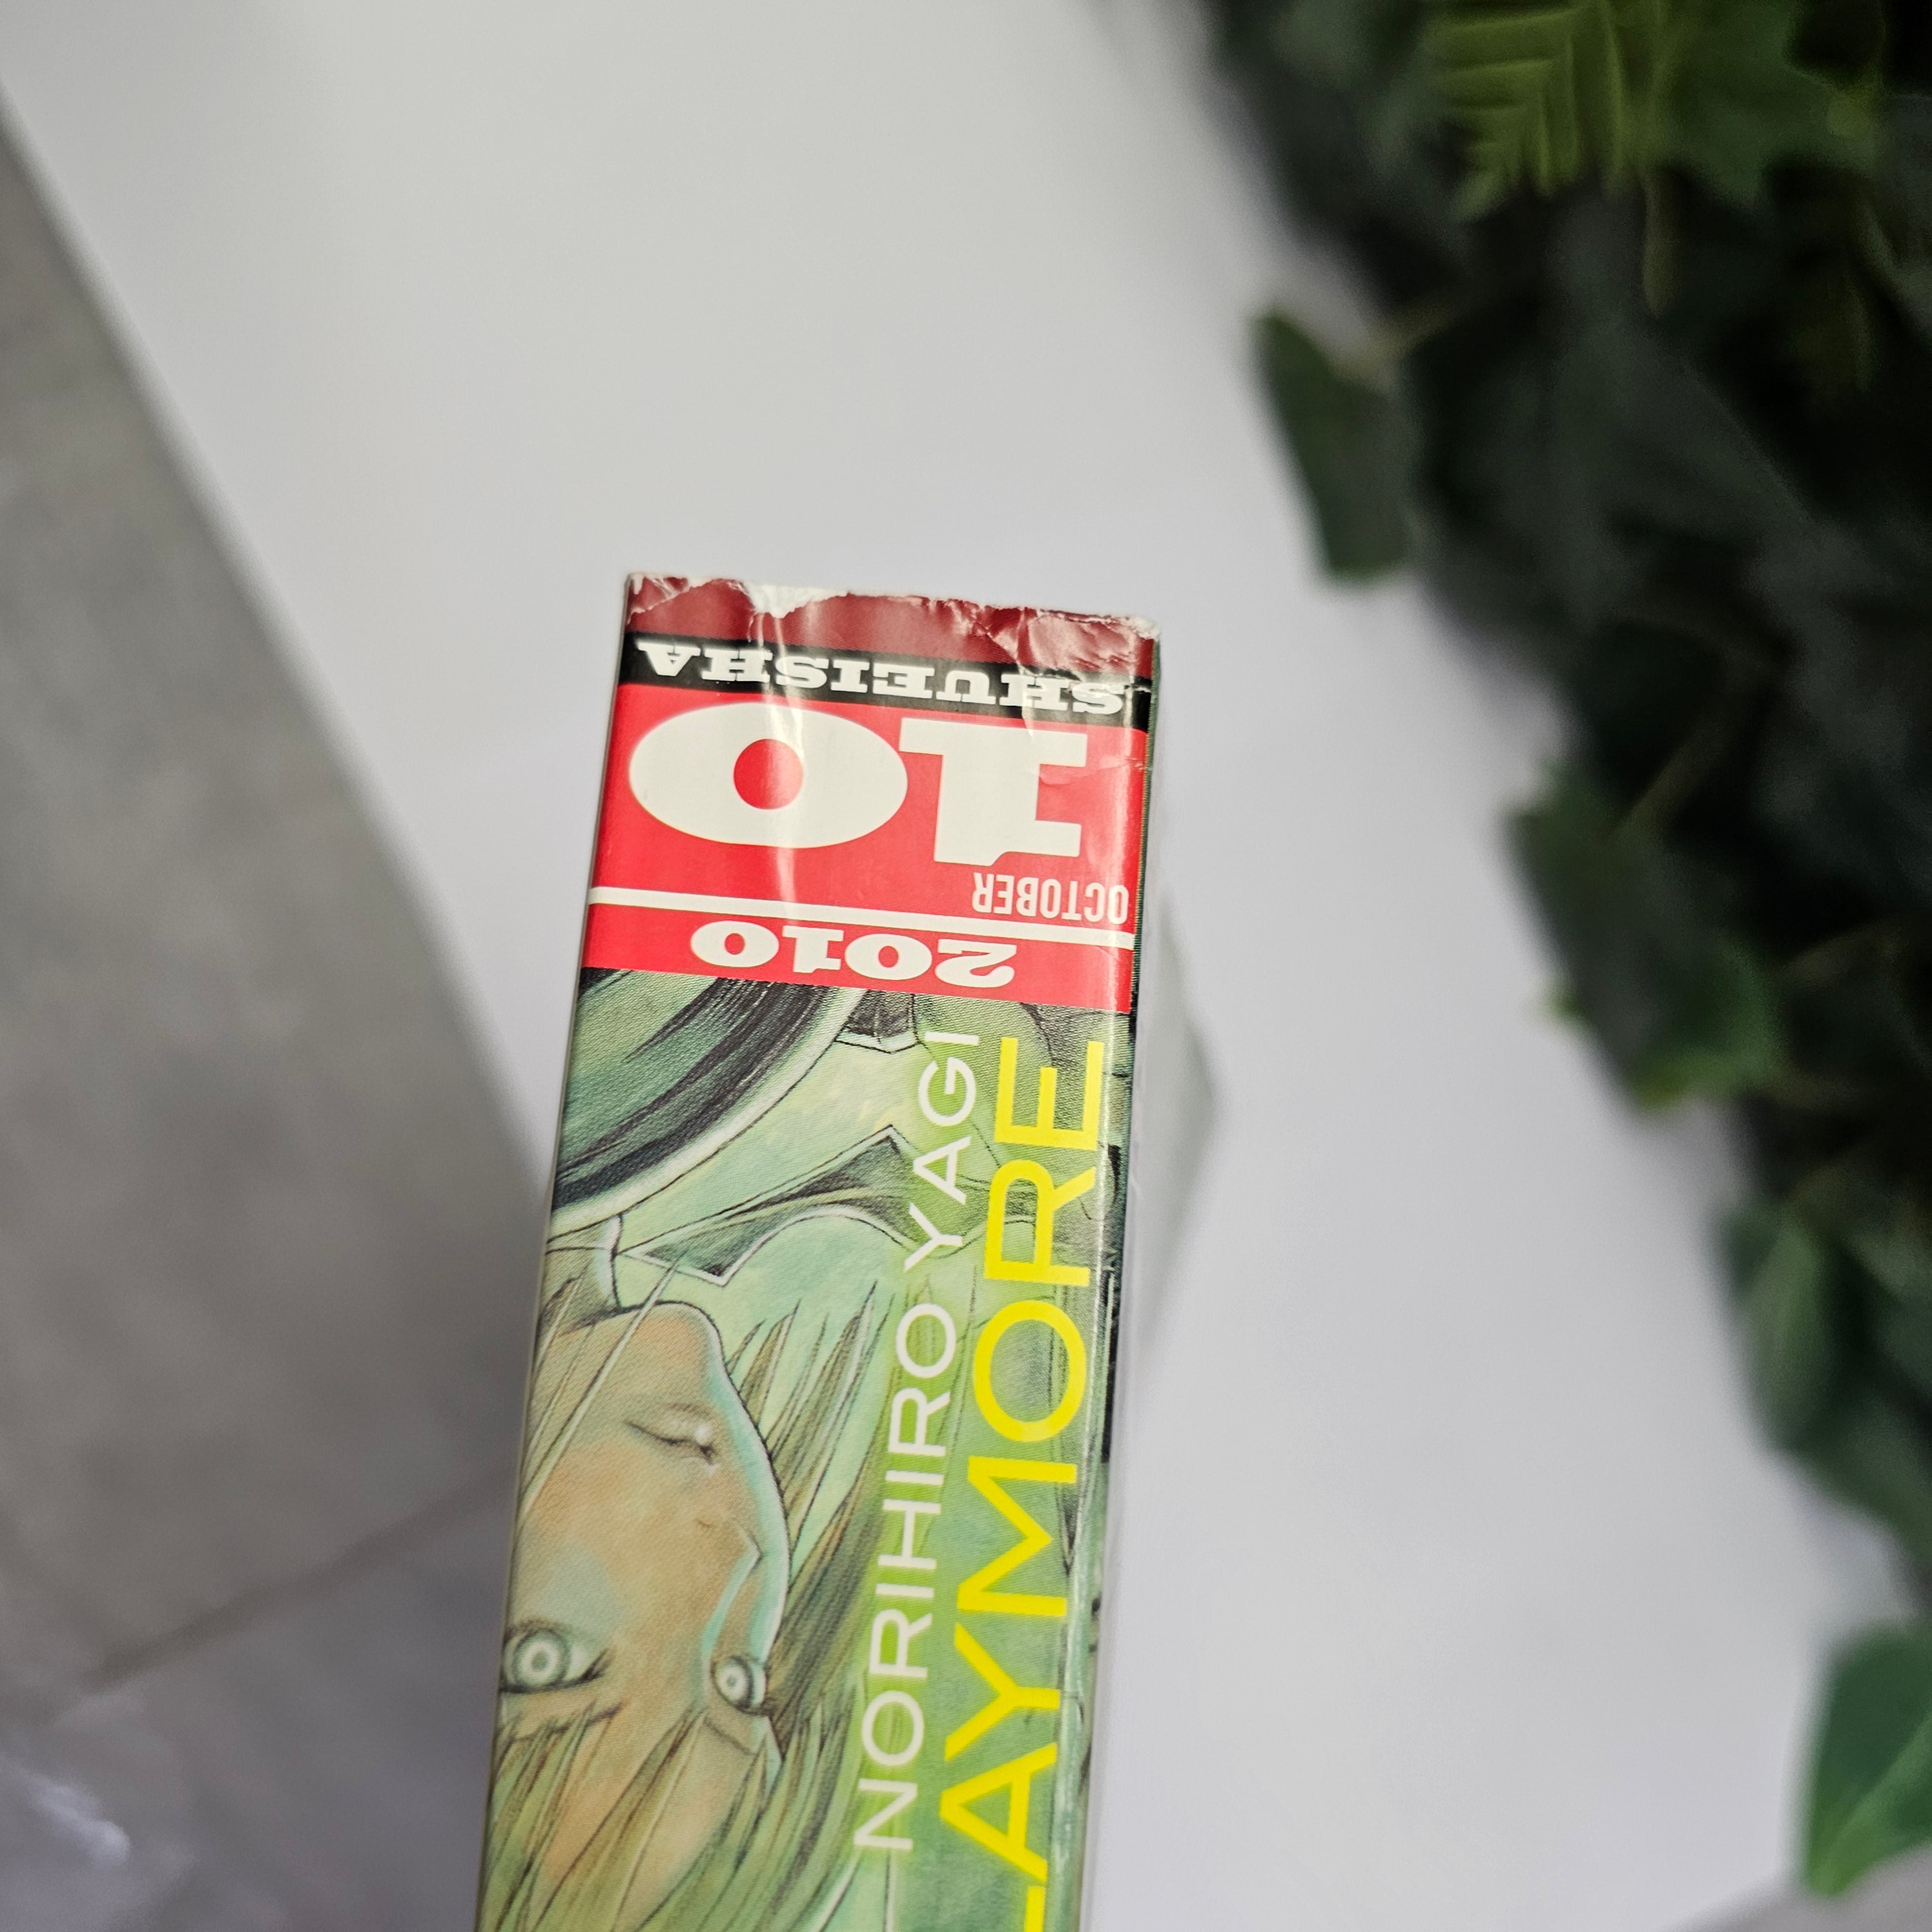 2010
OCTOBER
10
SHUEISHA
LAYMORE
NORIHIRO YAGI